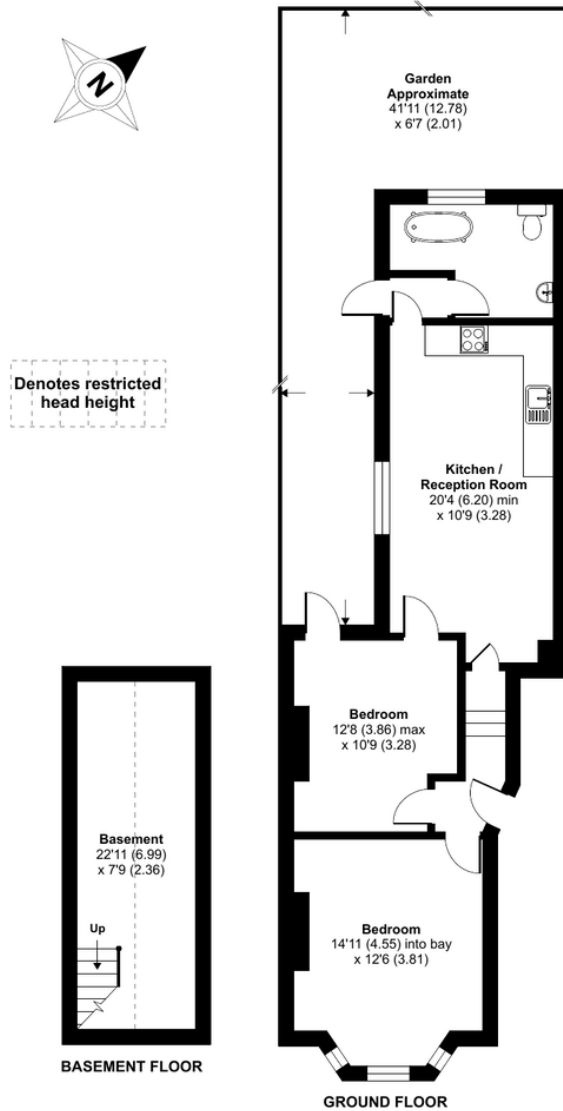 N
Garden
Approximate
41'11 (12.78)
x 6'7 (2.01)
Denotes restricted
head height
Kitchen /
Reception Room
20'4 (6.20) min
x 10'9 (3.28)
Bedroom
12'8 (3.86) max
x 10'9 (3.28)
Basement
22'11 (6.99)
x 7'9 (2.36)
Up
Bedroom
14'11 (4.55) into bay
x 12'6 (3.81)
BASEMENT FLOOR
GROUND FLOOR